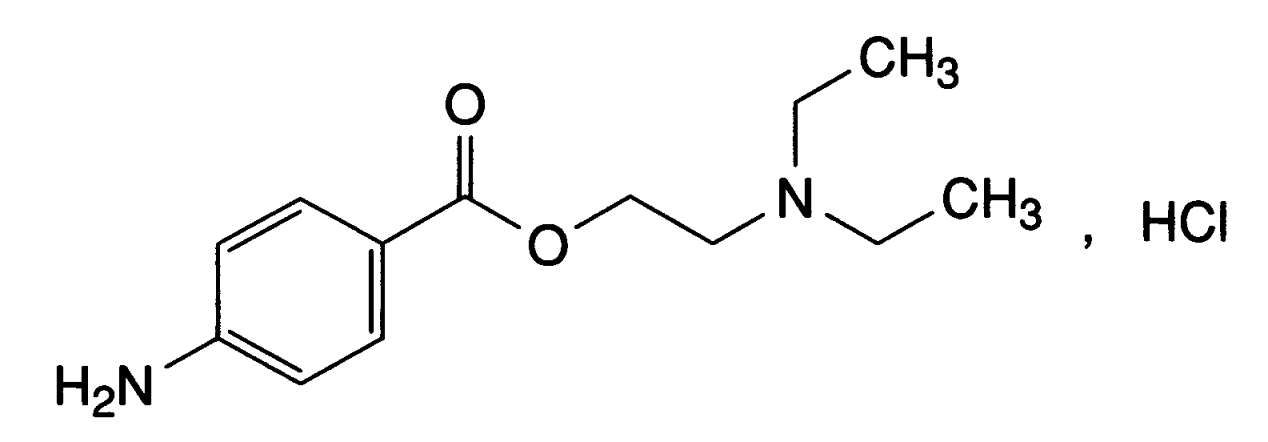 CH₃
O
N
CH₃
, HCl
O
H₂N